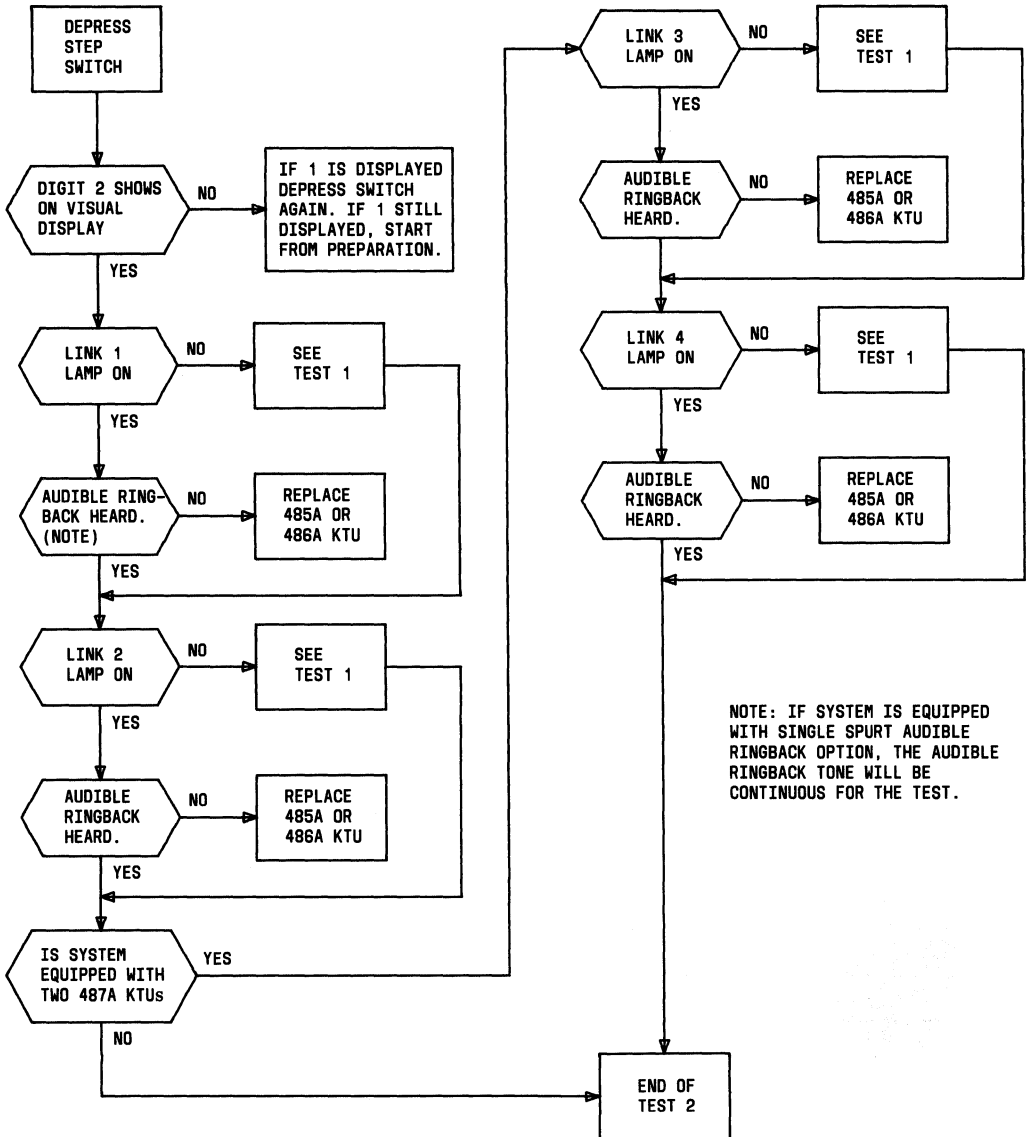 DEPRESS
STEP
SWITCH
DIGIT 2 SHOWS
ON VISUAL
DISPLAY
NO
IF 1 IS DISPLAYED
DEPRESS SWITCH
AGAIN. IF 1 STILL
DISPLAYED, START
FROM PREPARATION.
YES
LINK 1
LAMP ON
NO
SEE
TEST 1
YES
AUDIBLE RING-
BACK HEARD.
(NOTE)
NO
REPLACE
485A OR
486A KTU
YES
LINK 2
LAMP ON
NO
SEE
TEST 1
YES
AUDIBLE
RINGBACK
HEARD.
NO
REPLACE
485A OR
486A KTU
YES
IS SYSTEM
EQUIPPED WITH
TWO 487A KTUs
YES
NO
LINK 3
LAMP ON
NO
SEE
TEST 1
YES
AUDIBLE
RINGBACK
HEARD.
NO
REPLACE
485A OR
486A KTU
LINK 4
LAMP ON
NO
SEE
TEST 1
YES
AUDIBLE
RINGBACK
HEARD.
NO
REPLACE
485A OR
486A KTU
YES
NOTE: IF SYSTEM IS EQUIPPED
WITH SINGLE SPURT AUDIBLE
RINGBACK OPTION, THE AUDIBLE
RINGBACK TONE WILL BE
CONTINUOUS FOR THE TEST.
END OF
TEST 2